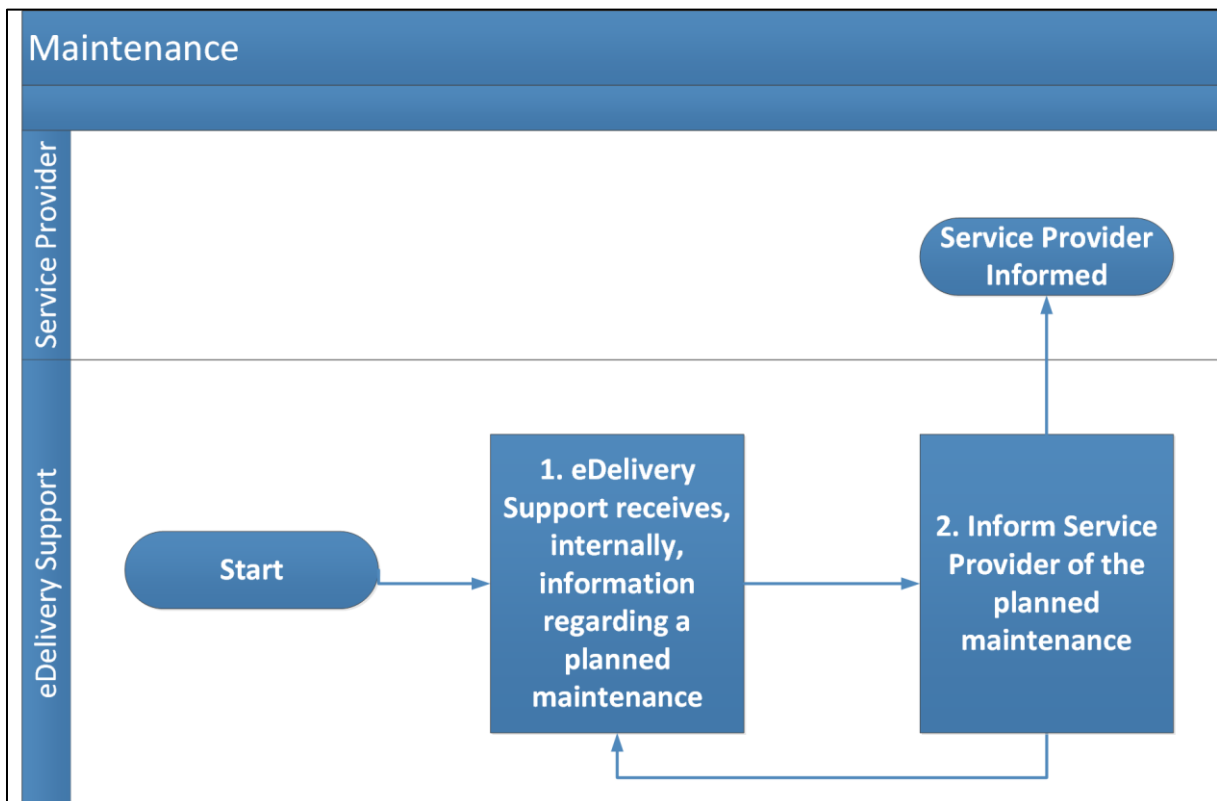 Maintenance
Service Provider
Service Provider
Informed
eDelivery Support
Start
1. eDelivery
Support receives,
internally,
information
regarding a
planned
maintenance
2. Inform Service
Provider of the
planned
maintenance